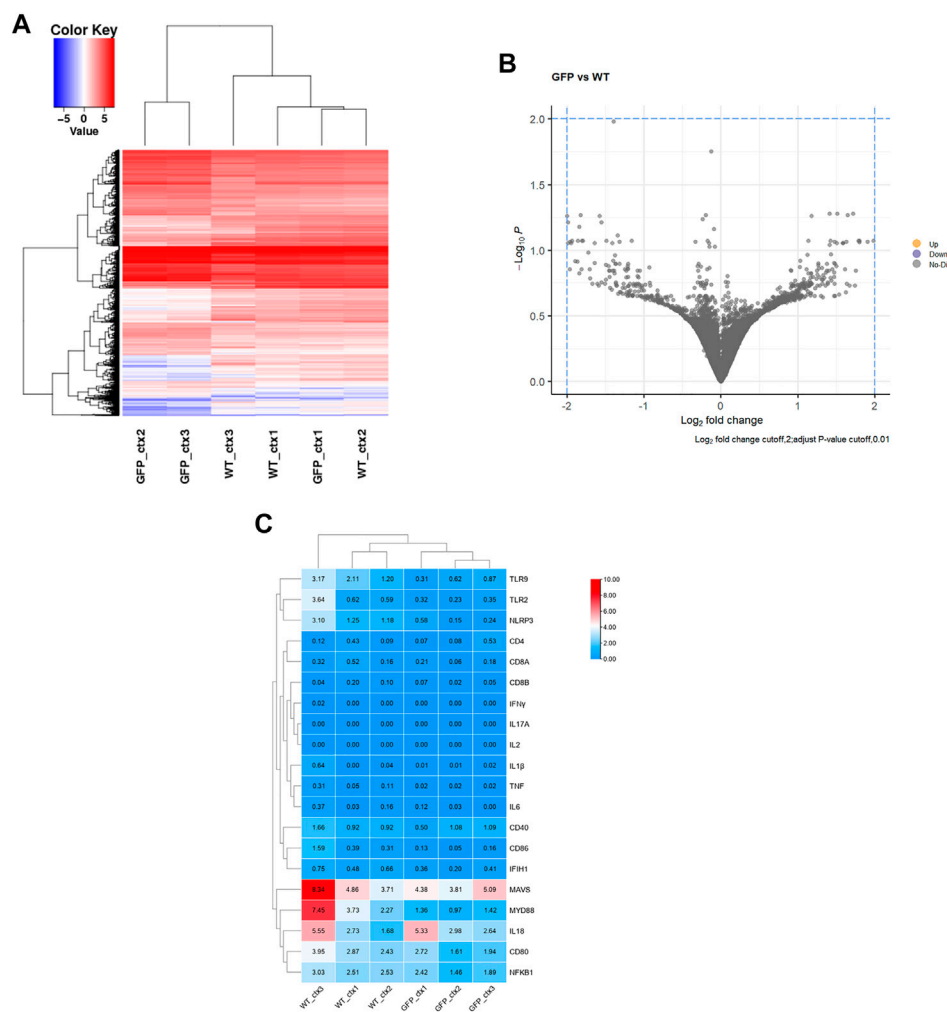 A
Color Key
-5 0 5
Value
GFP_ctx2 GFP_ctx3 WT_ctx3 WT_ctx1 GFP_ctx1 WT_ctx2
B
GFP vs WT
2.0
1.5
1.0
0.5
0.0
-2 -1 0 1 2
− Log10 P
Log2 fold change
Log2 fold change cutoff,2;adjust P-value cutoff,0.01
Up
Down
No-Di
C
3.17 2.11 1.20 0.31 0.62 0.87 TLR9
3.64 0.62 0.59 0.32 0.23 0.35 TLR2
3.10 1.25 1.18 0.58 0.15 0.24 NLRP3
0.12 0.43 0.09 0.07 0.08 0.53 CD4
0.32 0.52 0.16 0.21 0.06 0.18 CD8A
0.04 0.20 0.10 0.07 0.02 0.05 CD8B
0.02 0.00 0.00 0.00 0.00 0.00 IFNγ
0.00 0.00 0.00 0.00 0.00 0.00 IL17A
0.00 0.00 0.00 0.00 0.00 0.00 IL2
0.64 0.00 0.04 0.01 0.01 0.02 IL1β
0.31 0.05 0.11 0.02 0.02 0.02 TNF
0.37 0.03 0.16 0.12 0.03 0.00 IL6
1.66 0.92 0.92 0.50 1.08 1.09 CD40
1.59 0.39 0.31 0.13 0.05 0.16 CD86
0.75 0.48 0.66 0.36 0.20 0.41 IFIH1
4.86 3.71 4.38 3.81 5.09 MAVS
7.45 3.73 2.27 1.36 0.97 1.42 MYD88
5.55 2.73 1.68 5.33 2.98 2.64 IL18
3.95 2.87 2.43 2.72 1.61 1.94 CD80
3.03 2.51 2.53 2.42 1.46 1.89 NFKB1
WT_ctx3 WT_ctx1 WT_ctx2 GFP_ctx1 GFP_ctx2 GFP_ctx3
10.00
8.00
6.00
4.00
2.00
0.00